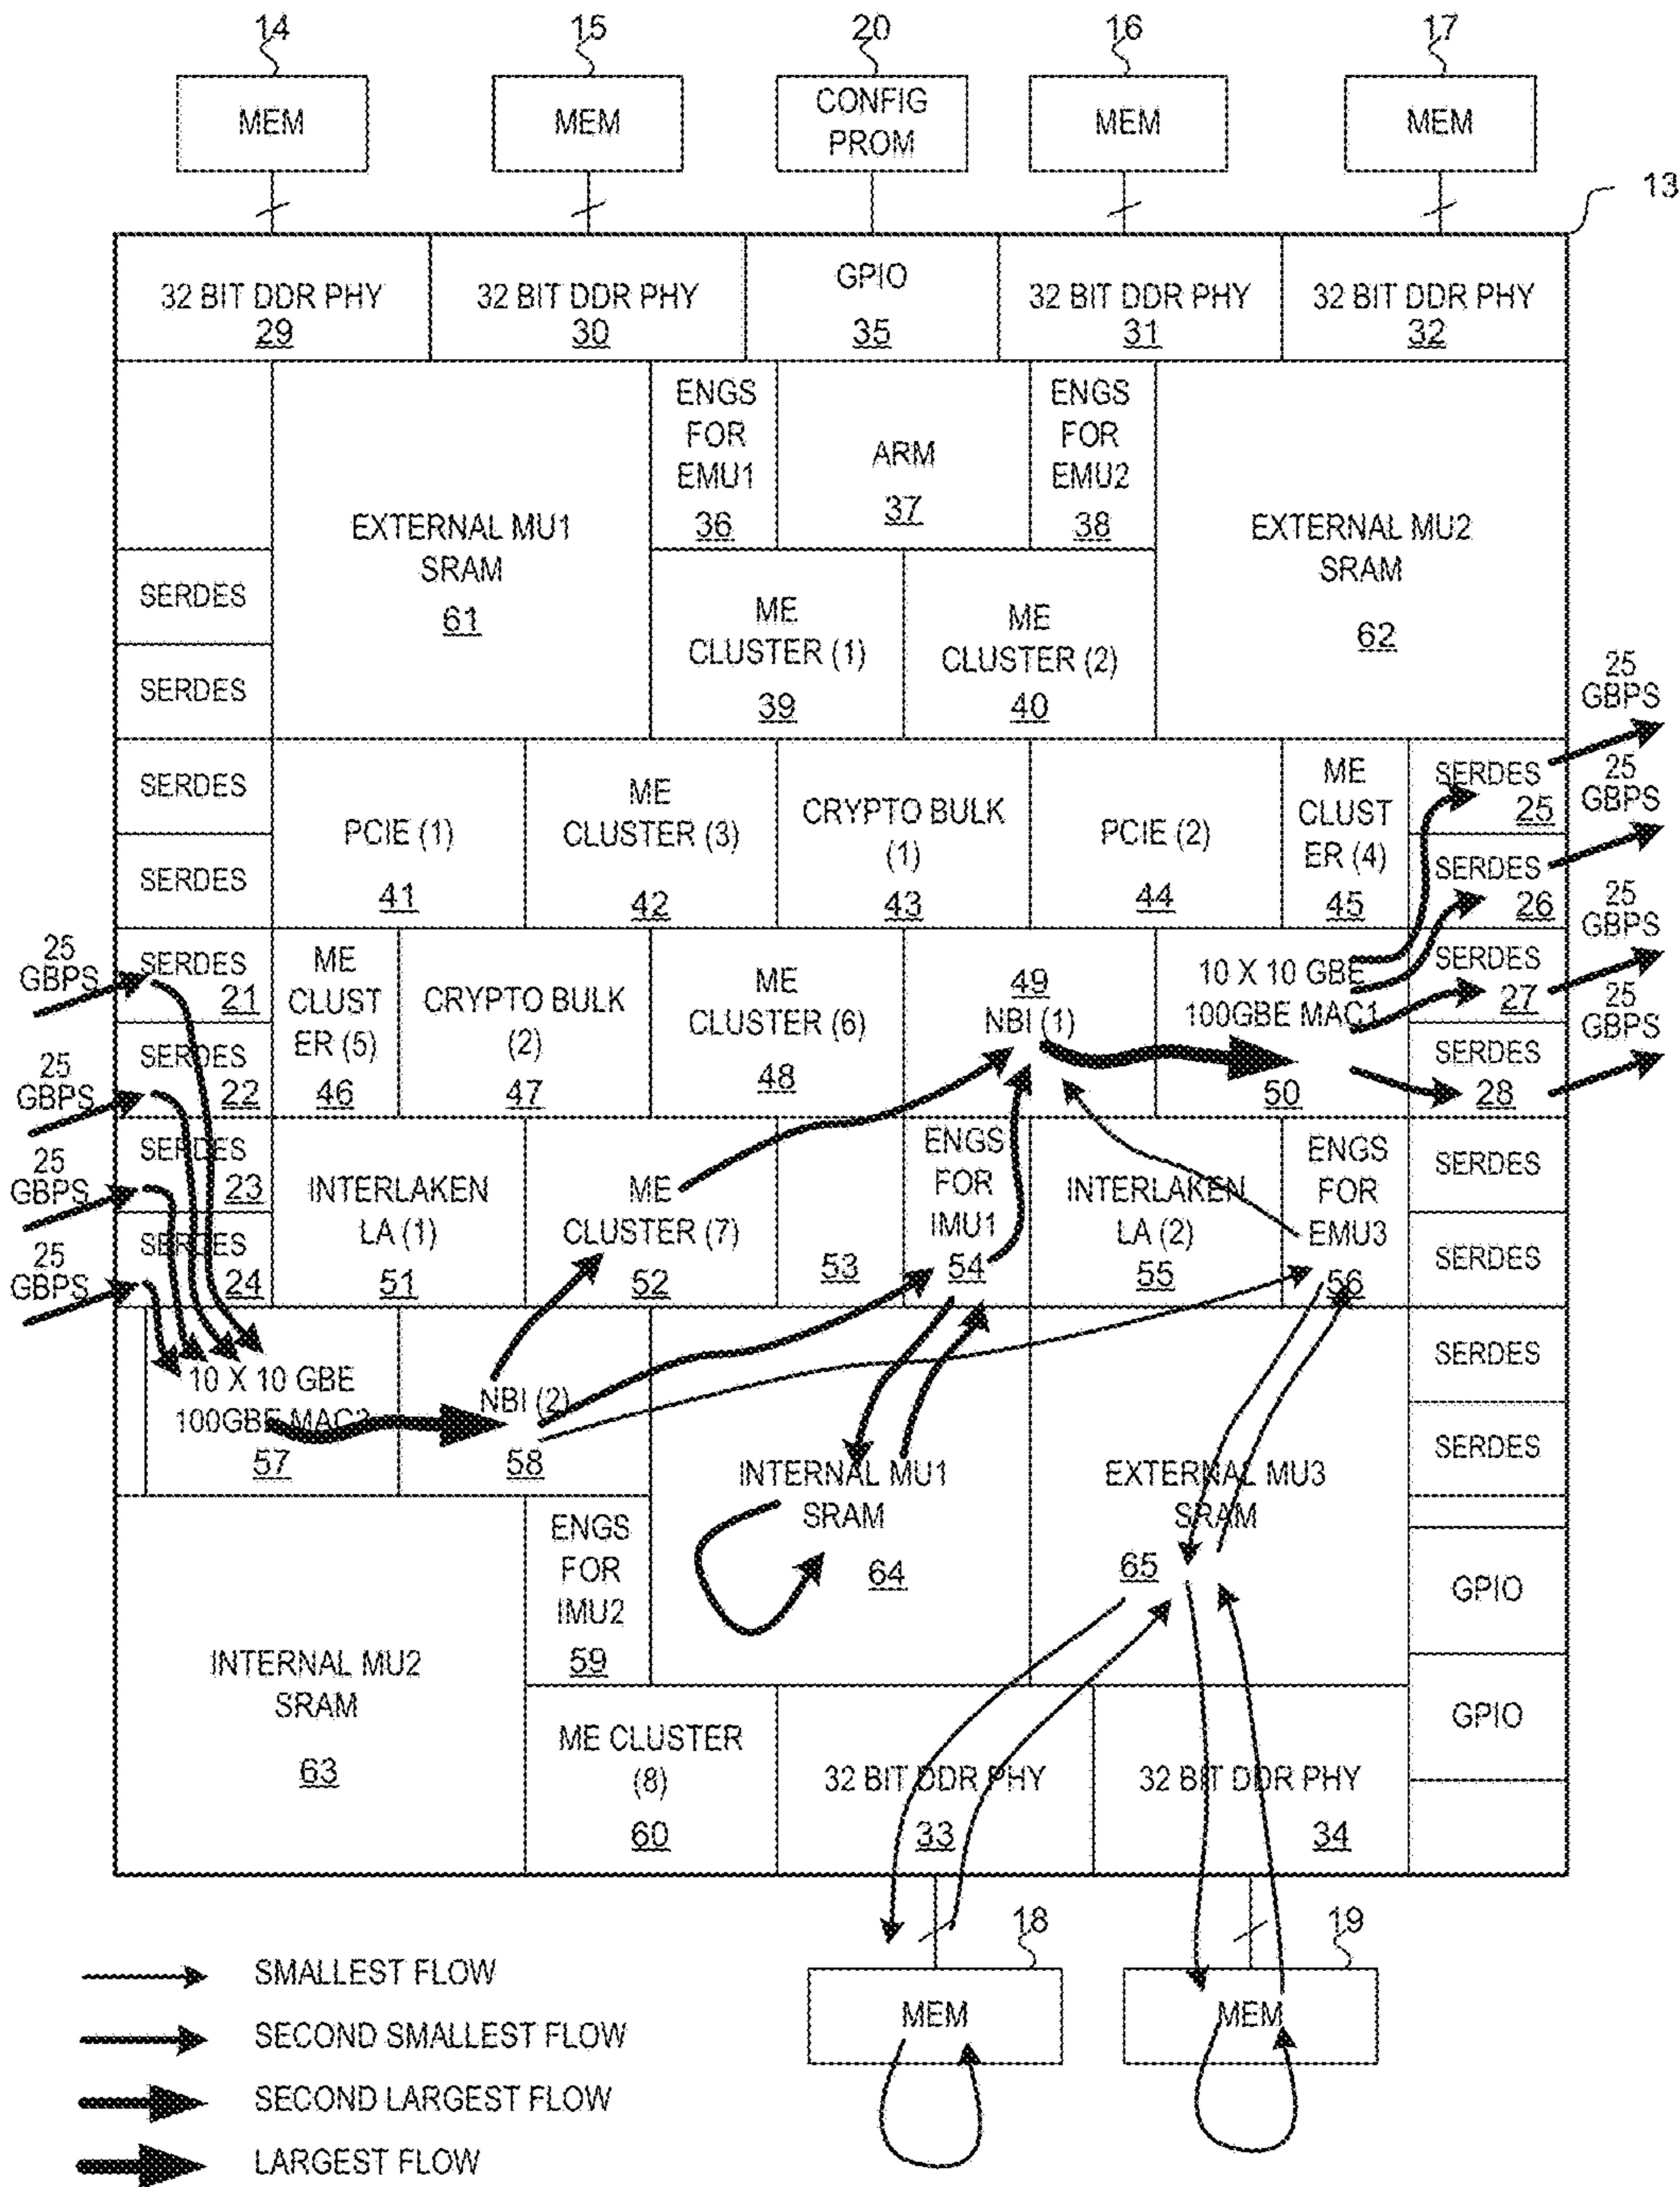 14
15
20
16
17
MEM
MEM
CONFIG
PROM
MEM
MEM
13
32 BIT DDR PHY
29
32 BIT DDR PHY
30
GPIO
35
32 BIT DDR PHY
31
32 BIT DDR PHY
32
EXTERNAL MU1
SRAM
61
ENGS
FOR
EMU1
36
ARM
37
ENGS
FOR
EMU2
38
EXTERNAL MU2
SRAM
62
SERDES
SERDES
ME
CLUSTER (1)
39
ME
CLUSTER (2)
40
25
GBPS
25
GBPS
25
GBPS
25
GBPS
SERDES
SERDES
PCIE (1)
41
ME
CLUSTER (3)
42
CRYPTO BULK
(1)
43
PCIE (2)
44
ME
CLUST
ER (4)
45
SERDES
25
SERDES
26
25
GBPS
25
GBPS
25
GBPS
25
GBPS
SERDES
21
SERDES
22
ME
CLUST
ER (5)
46
CRYPTO BULK
(2)
47
ME
CLUSTER (6)
48
49
NBI (1)
10 X 10 GBE
100GBE MAC1
50
SERDES
27
SERDES
28
SERDES
23
SERDES
24
INTERLAKEN
LA (1)
51
ME
CLUSTER (7)
52
53
ENGS
FOR
IMU1
54
INTERLAKEN
LA (2)
55
ENGS
FOR
EMU3
56
SERDES
SERDES
10 X 10 GBE
100GBE MAC2
57
NBI (2)
58
INTERNAL MU1
SRAM
64
EXTERNAL MU3
SRAM
65
SERDES
SERDES
INTERNAL MU2
SRAM
63
ENGS
FOR
IMU2
59
GPIO
GPIO
ME CLUSTER
(8)
60
32 BIT DDR PHY
33
32 BIT DDR PHY
34
18
19
MEM
MEM
SMALLEST FLOW
SECOND SMALLEST FLOW
SECOND LARGEST FLOW
LARGEST FLOW